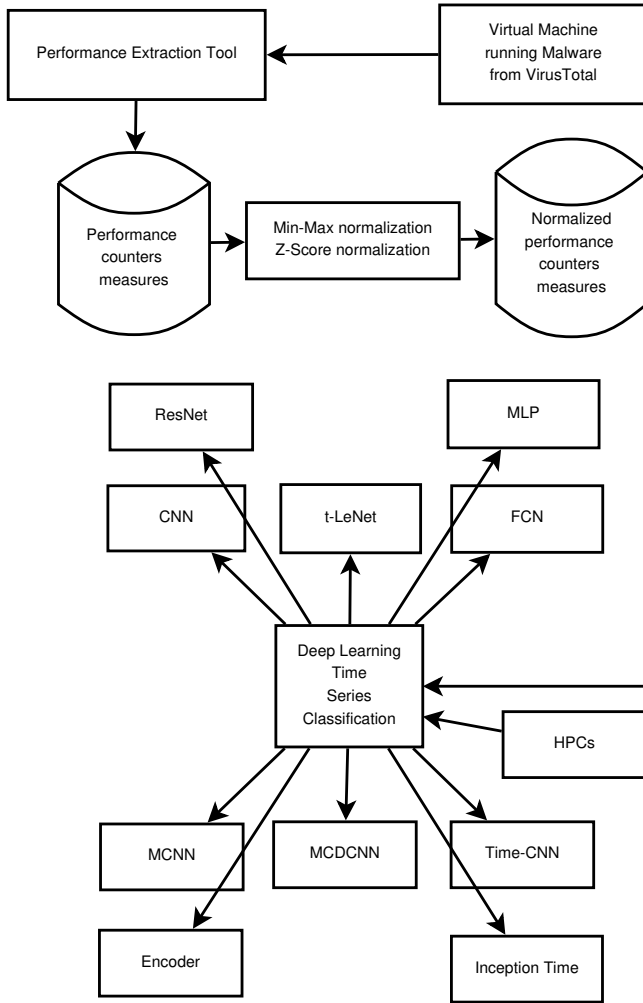 Performance Extraction Tool
Virtual Machine
running Malware
from VirusTotal
Performance
counters
measures
Min-Max normalization
Z-Score normalization
Normalized
performance
counters
measures
ResNet
MLP
CNN
t-LeNet
FCN
Deep Learning
Time
Series
Classification
HPCs
MCNN
MCDCNN
Time-CNN
Encoder
Inception Time